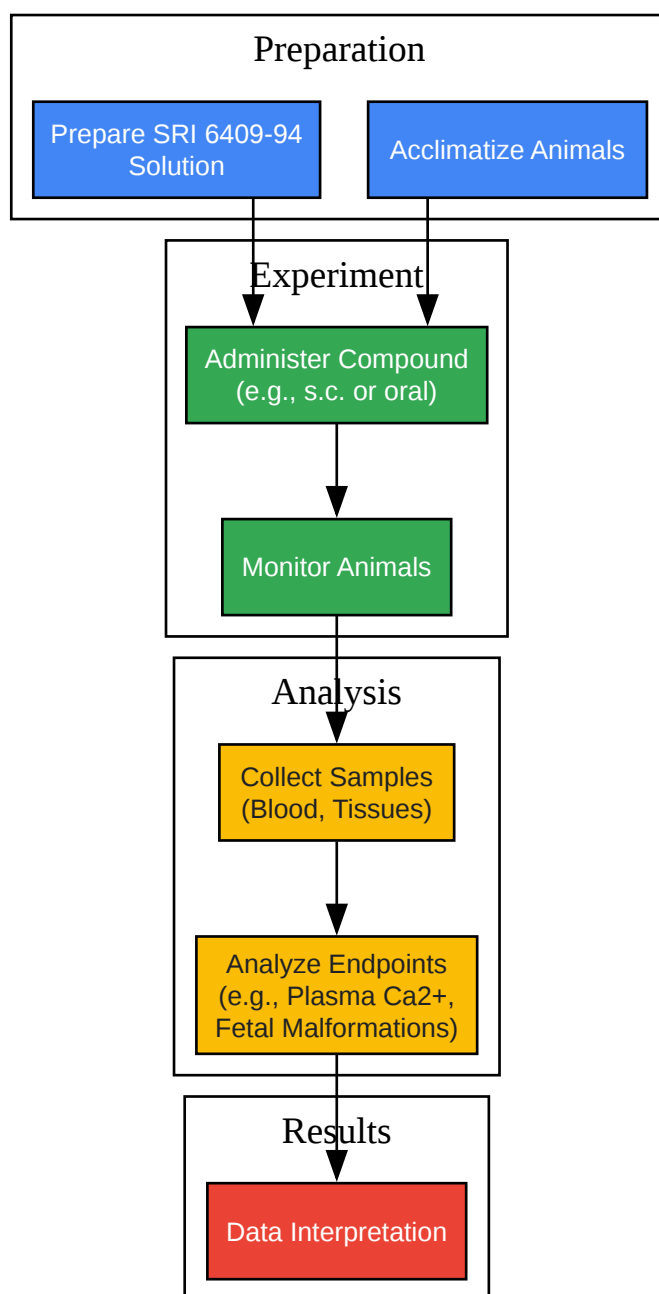 Preparation
Prepare SRI 6409-94
Solution
Acclimatize Animals
Experiment
Administer Compound
(e.g., s.c. or oral)
Monitor Animals
Analysis
Collect Samples
(Blood, Tissues)
Analyze Endpoints
(e.g., Plasma Ca2+,
Fetal Malformations)
Results
Data Interpretation